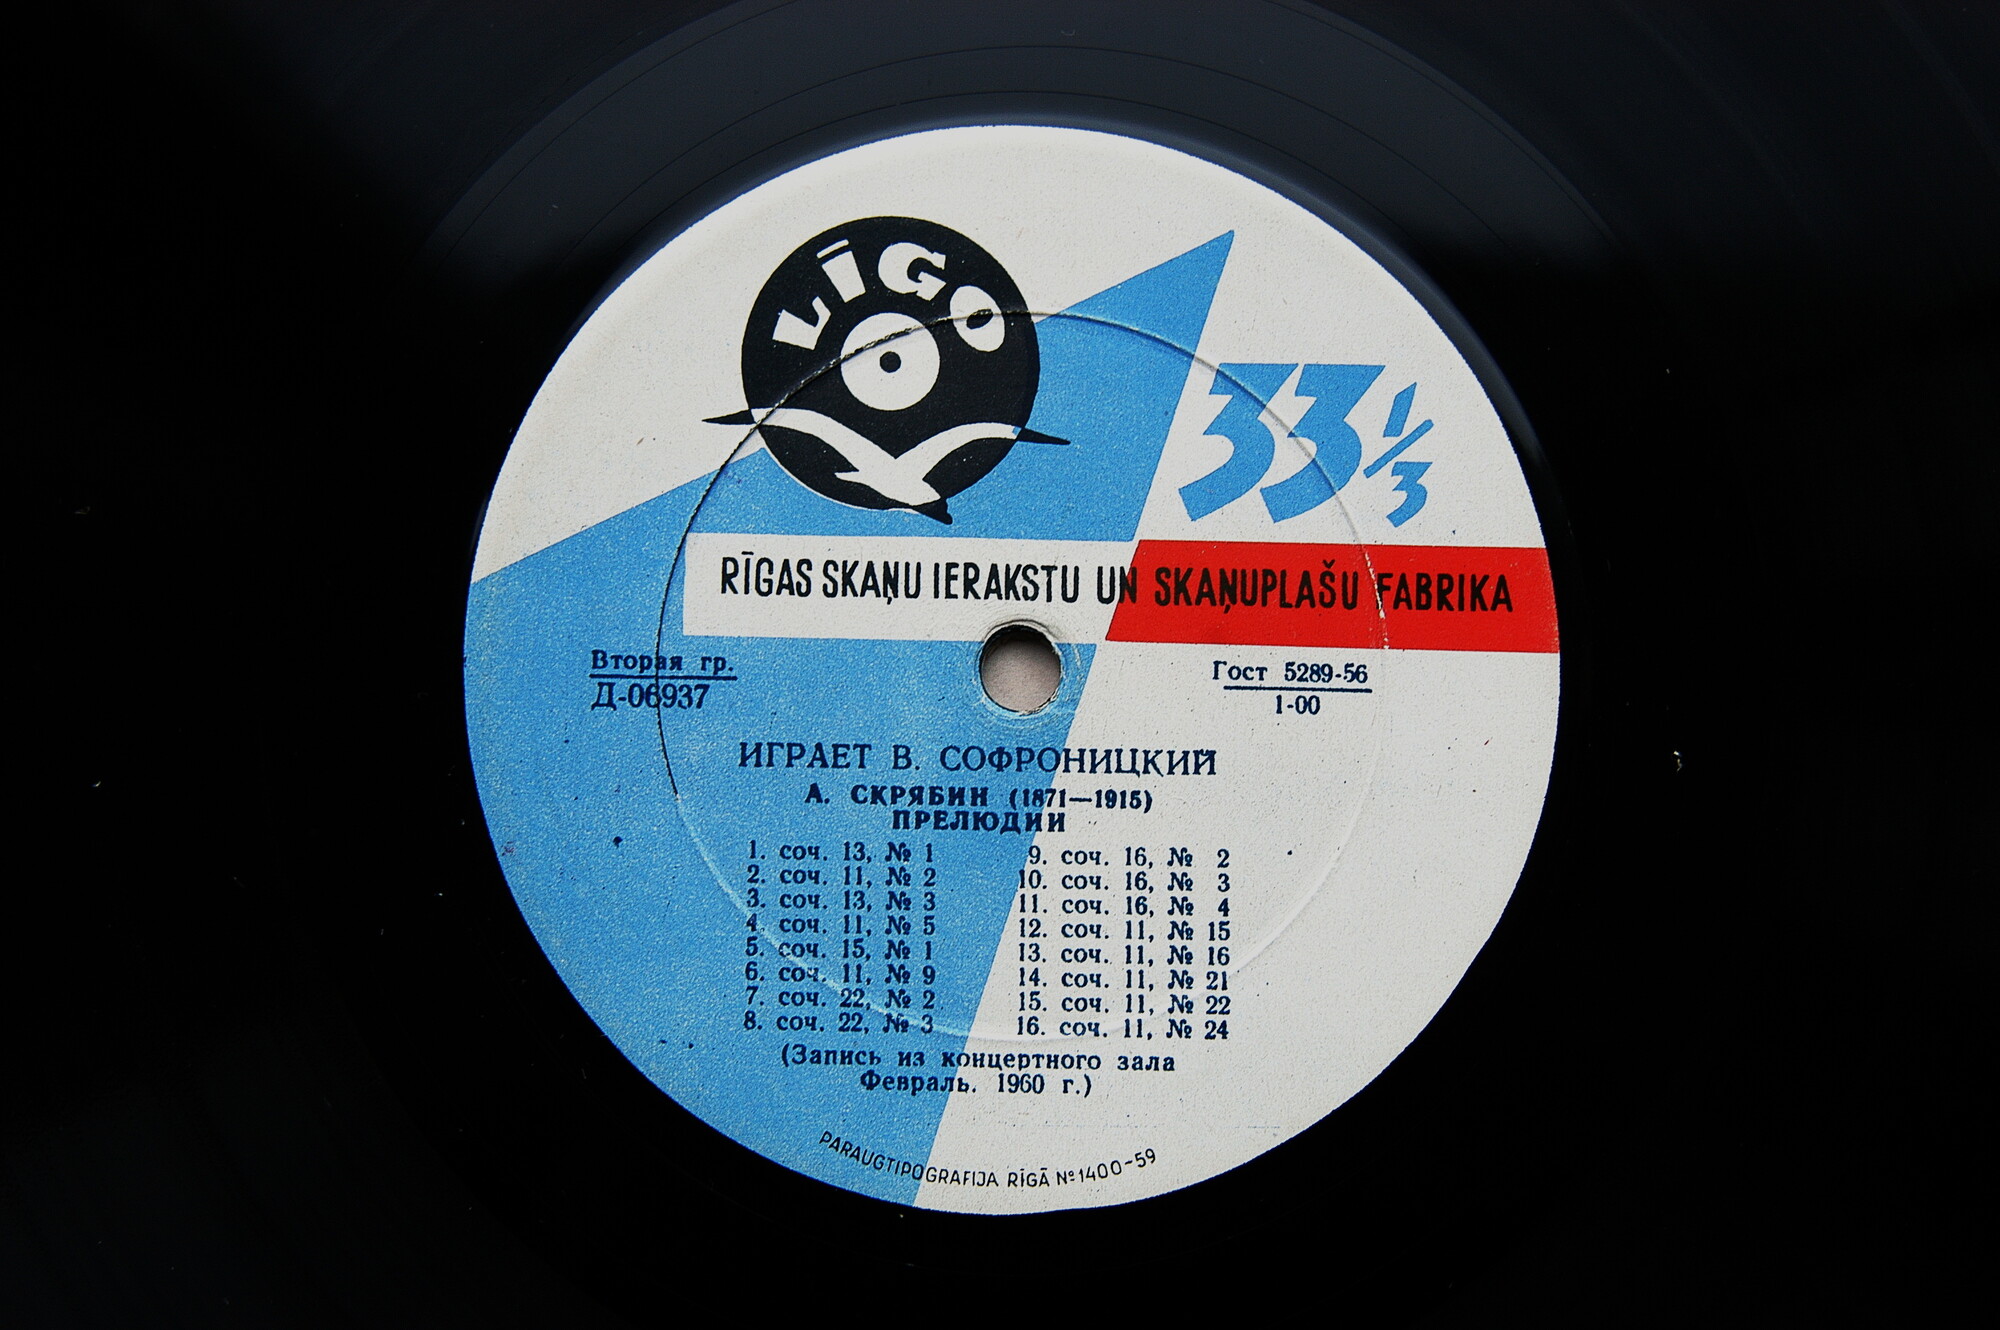 LĪGO
33 1/3
RĪGAS SKAŅU IERAKSTU UN SKAŅUPLAŠU FABRIKA
Вторая гр.
Д-06937
Гост 5289-56
1-00
ИГРАЕТ В. СОФРОНИЦКИЙ
А. СКРЯБИН (1871—1915)
ПРЕЛЮДИИ
1. соч. 13, № 1
2. соч. 11, № 2
3. соч. 13, № 3
4. соч. 11, № 5
5. соч. 15, № 1
6. соч. 11, № 9
7. соч. 22, № 2
8. соч. 22, № 3
9. соч. 16, № 2
10. соч. 16, № 3
11. соч. 16, № 4
12. соч. 11, № 15
13. соч. 11, № 16
14. соч. 11, № 21
15. соч. 11, № 22
16. соч. 11, № 24
(Запись из концертного зала
Февраль. 1960 г.)
PARAUGTIPOGRAFIJA RĪGĀ № 1400-59